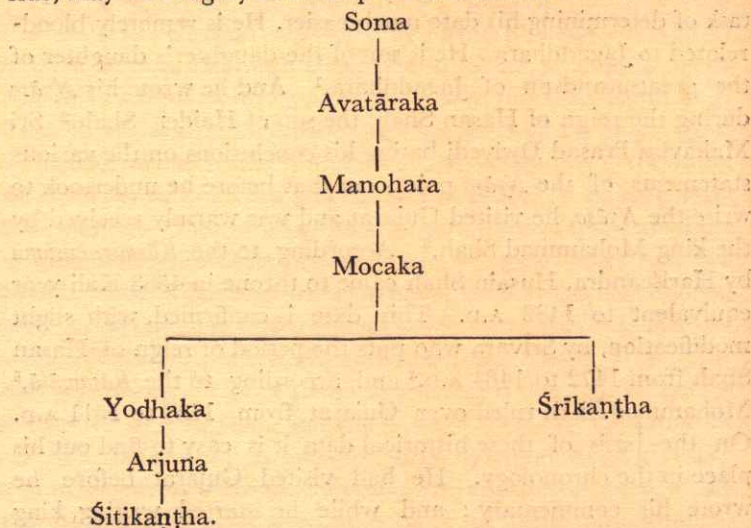 Soma
Avatāraka
Manohara
Mocaka
Yodhaka Śrīkaṇṭha
Arjuna
Śitikaṇṭha.